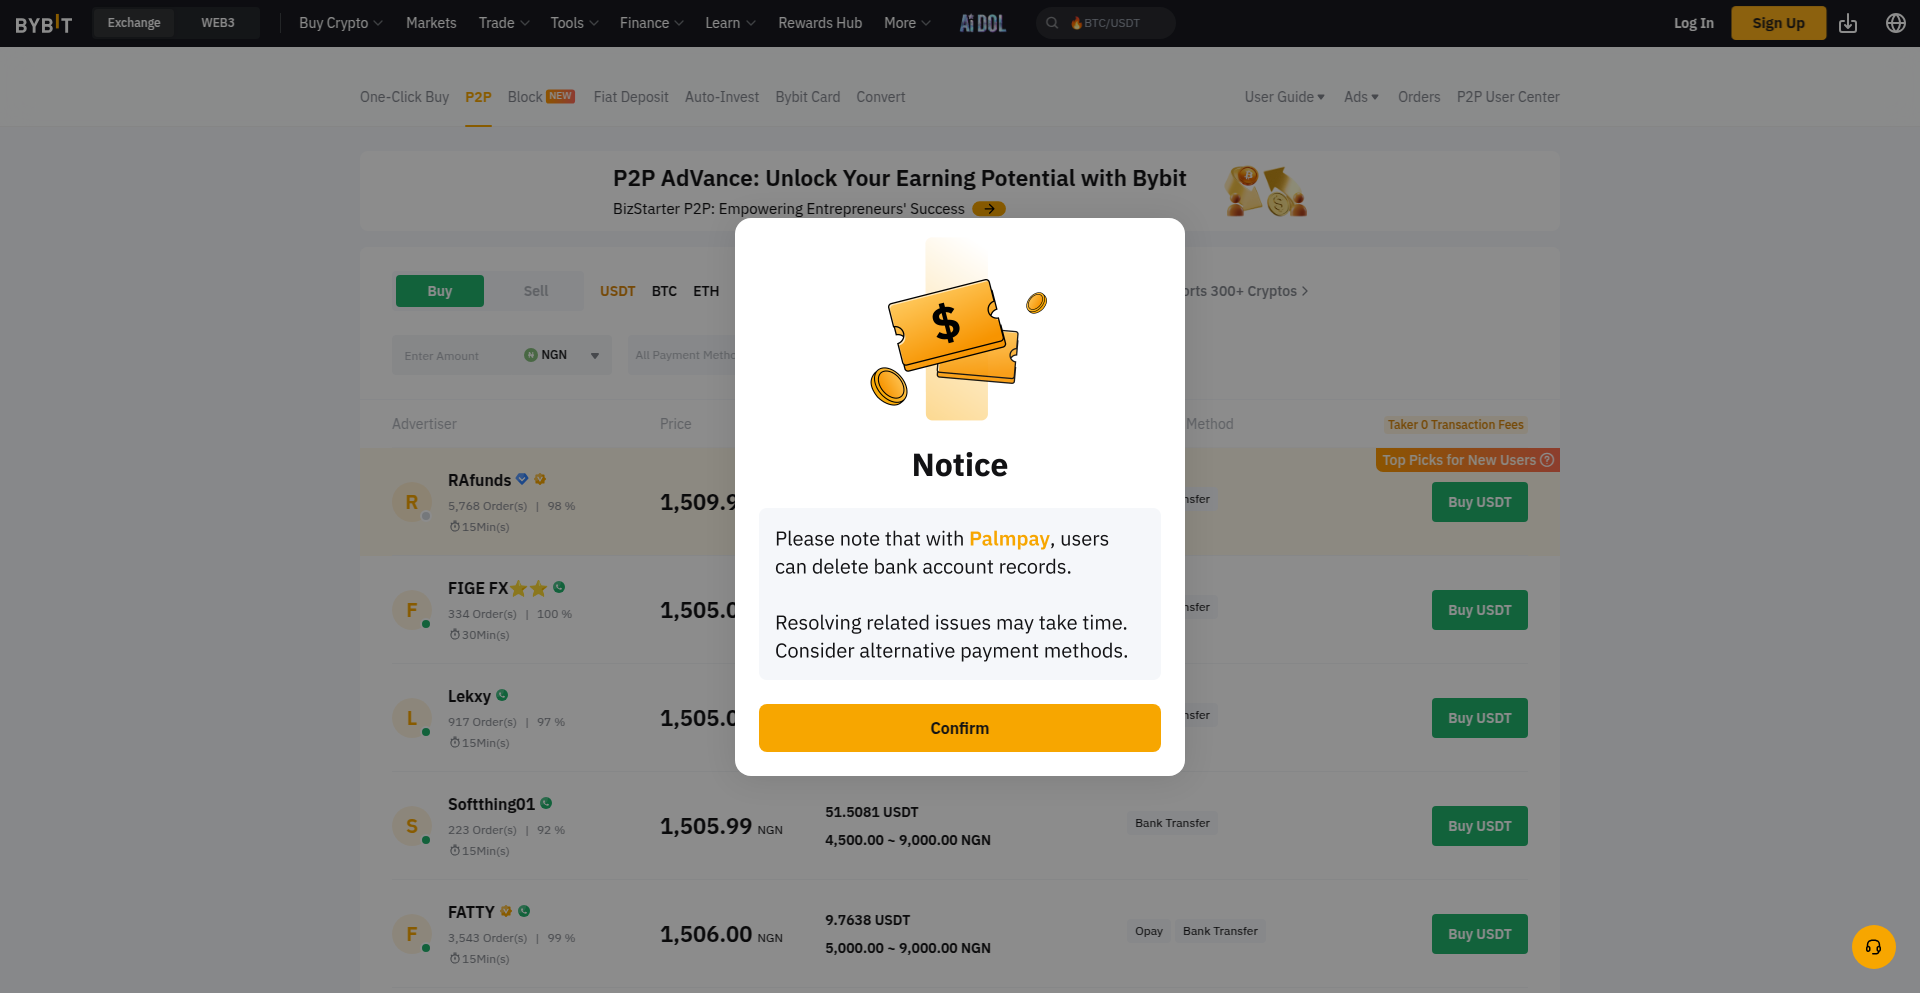 BYBIT
Exchange WEB3 Buy Crypto Markets Trade Tools Finance Learn Rewards Hub More AiDOL BTC/USDT Log In Sign Up
One-Click Buy P2P Block NEW Fiat Deposit Auto-Invest Bybit Card Convert User Guide Ads Orders P2P User Center
P2P AdVance: Unlock Your Earning Potential with Bybit
BizStarter P2P: Empowering Entrepreneurs' Success
Buy Sell USDT BTC ETH 300+ Cryptos
Enter Amount NGN All Payment
Advertiser Price Method Taker 0 Transaction Fees
Top Picks for New Users
R RAfunds
5,768 Order(s) | 98 %
15Min(s)
1,509.9
Buy USDT
F FIGE FX⭐⭐
334 Order(s) | 100 %
30Min(s)
1,505.0
Buy USDT
L Lekxy
917 Order(s) | 97 %
15Min(s)
1,505.0
Buy USDT
S Softthing01
223 Order(s) | 92 %
15Min(s)
1,505.99 NGN
51.5081 USDT
4,500.00 ~ 9,000.00 NGN
Bank Transfer
Buy USDT
F FATTY
3,543 Order(s) | 99 %
15Min(s)
1,506.00 NGN
9.7638 USDT
5,000.00 ~ 9,000.00 NGN
Opay Bank Transfer
Buy USDT
$
Notice
Please note that with Palmpay, users
can delete bank account records.
Resolving related issues may take time.
Consider alternative payment methods.
Confirm